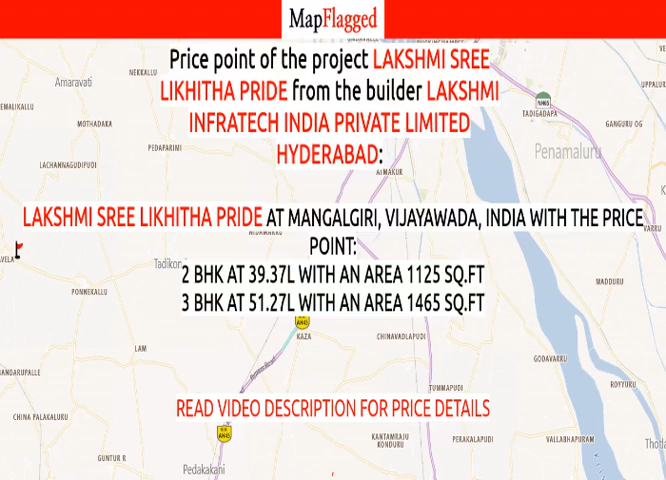 MapFlagged
Price point of the project LAKSHMI SREE
LIKHITHA PRIDE from the builder LAKSHMI
INFRATECH INDIA PRIVATE LIMITED
HYDERABAD:
NEKKALLU
Amaravati
MOTHADAKA
PEDAPARIMI
LACHANNAGUDIPUDI
TADIGADAPA
GANGURU OG
Penamaluru
LAKSHMI SREE LIKHITHA PRIDE AT MANGALGIRI, VIJAYAWADA, INDIA WITH THE PRICE
POINT:
2 BHK AT 39.37L WITH AN AREA 1125 SQ.FT
3 BHK AT 51.27L WITH AN AREA 1465 SQ.FT
PONNEKALLU
MADDURU
KAZA
CHINAVADLAPUDI
LAM
GODAVARRU
TUMMAPUDI
ROYYURU
READ VIDEO DESCRIPTION FOR PRICE DETAILS
CHINA PALAKALURU
KANTAMRAJU
KONDURU
PERAKALAPUDI
VALLABHAPURAM
GUNTUR R
Pedakakani